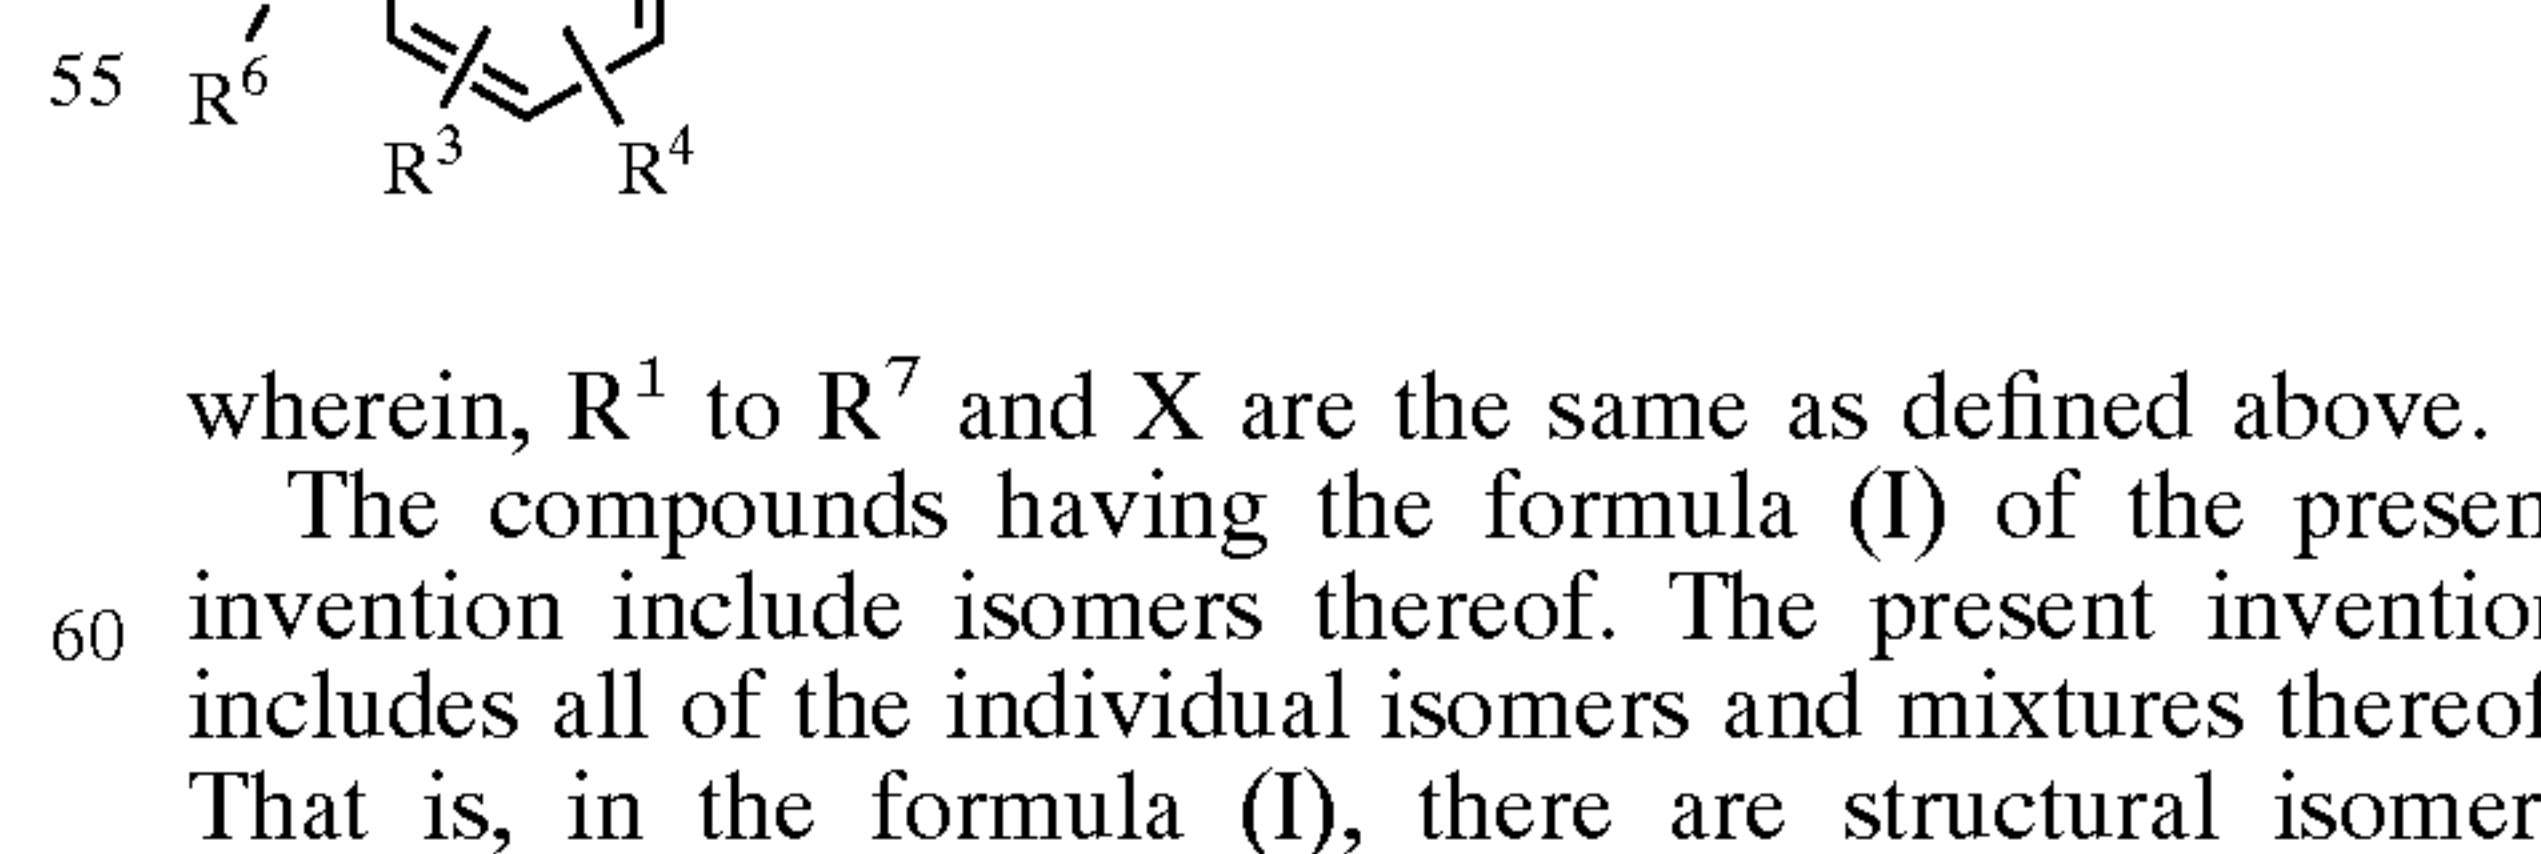 55 R⁶
R³ R⁴
wherein, R¹ to R⁷ and X are the same as defined above.
The compounds having the formula (I) of the presen
invention include isomers thereof. The present invention
60 includes all of the individual isomers and mixtures thereof
That is, in the formula (I), there are structural isomer